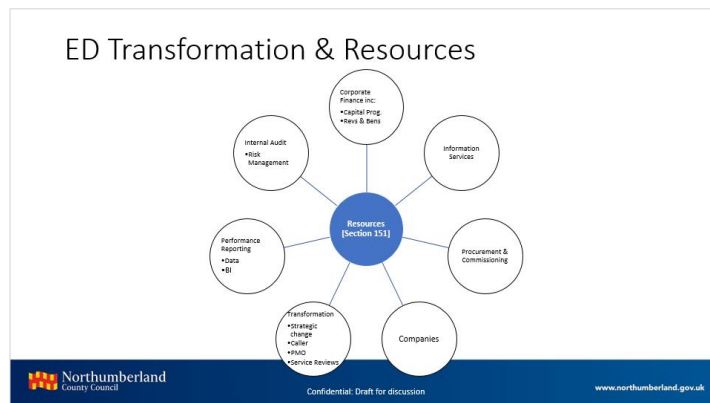 ED Transformation & Resources
Corporate
Finance inc:
•Capital Prog.
•Revs & Bens
Internal Audit
•Risk
Management
Information
Services
Resources
[Section 151]
Performance
Reporting
•Data
•BI
Procurement &
Commissioning
Transformation
•Strategic
change
•Caller
•PMO
•Service Reviews
Companies
Northumberland
County Council
Confidential: Draft for discussion
www.northumberland.gov.uk